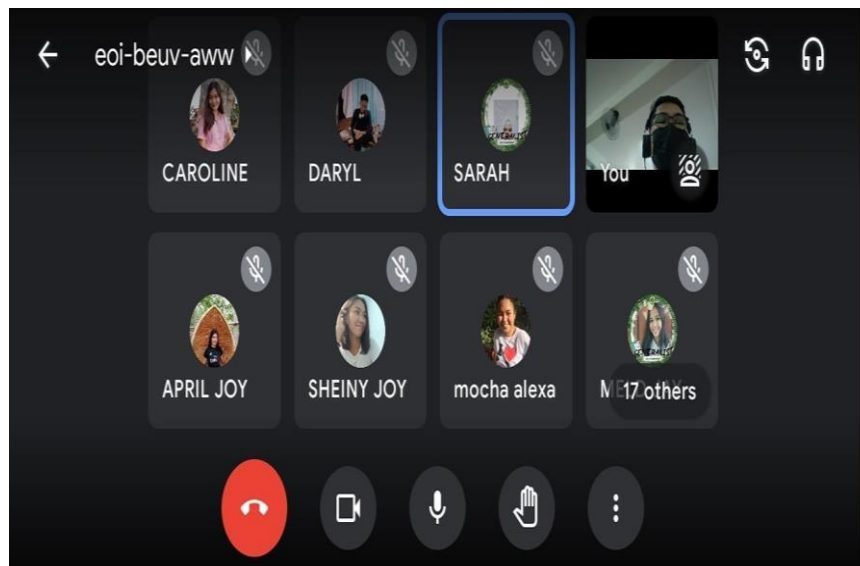 eoi-beuv-aww
CAROLINE
DARYL
SARAH
You
APRIL JOY
SHEINY JOY
mocha alexa
17 others